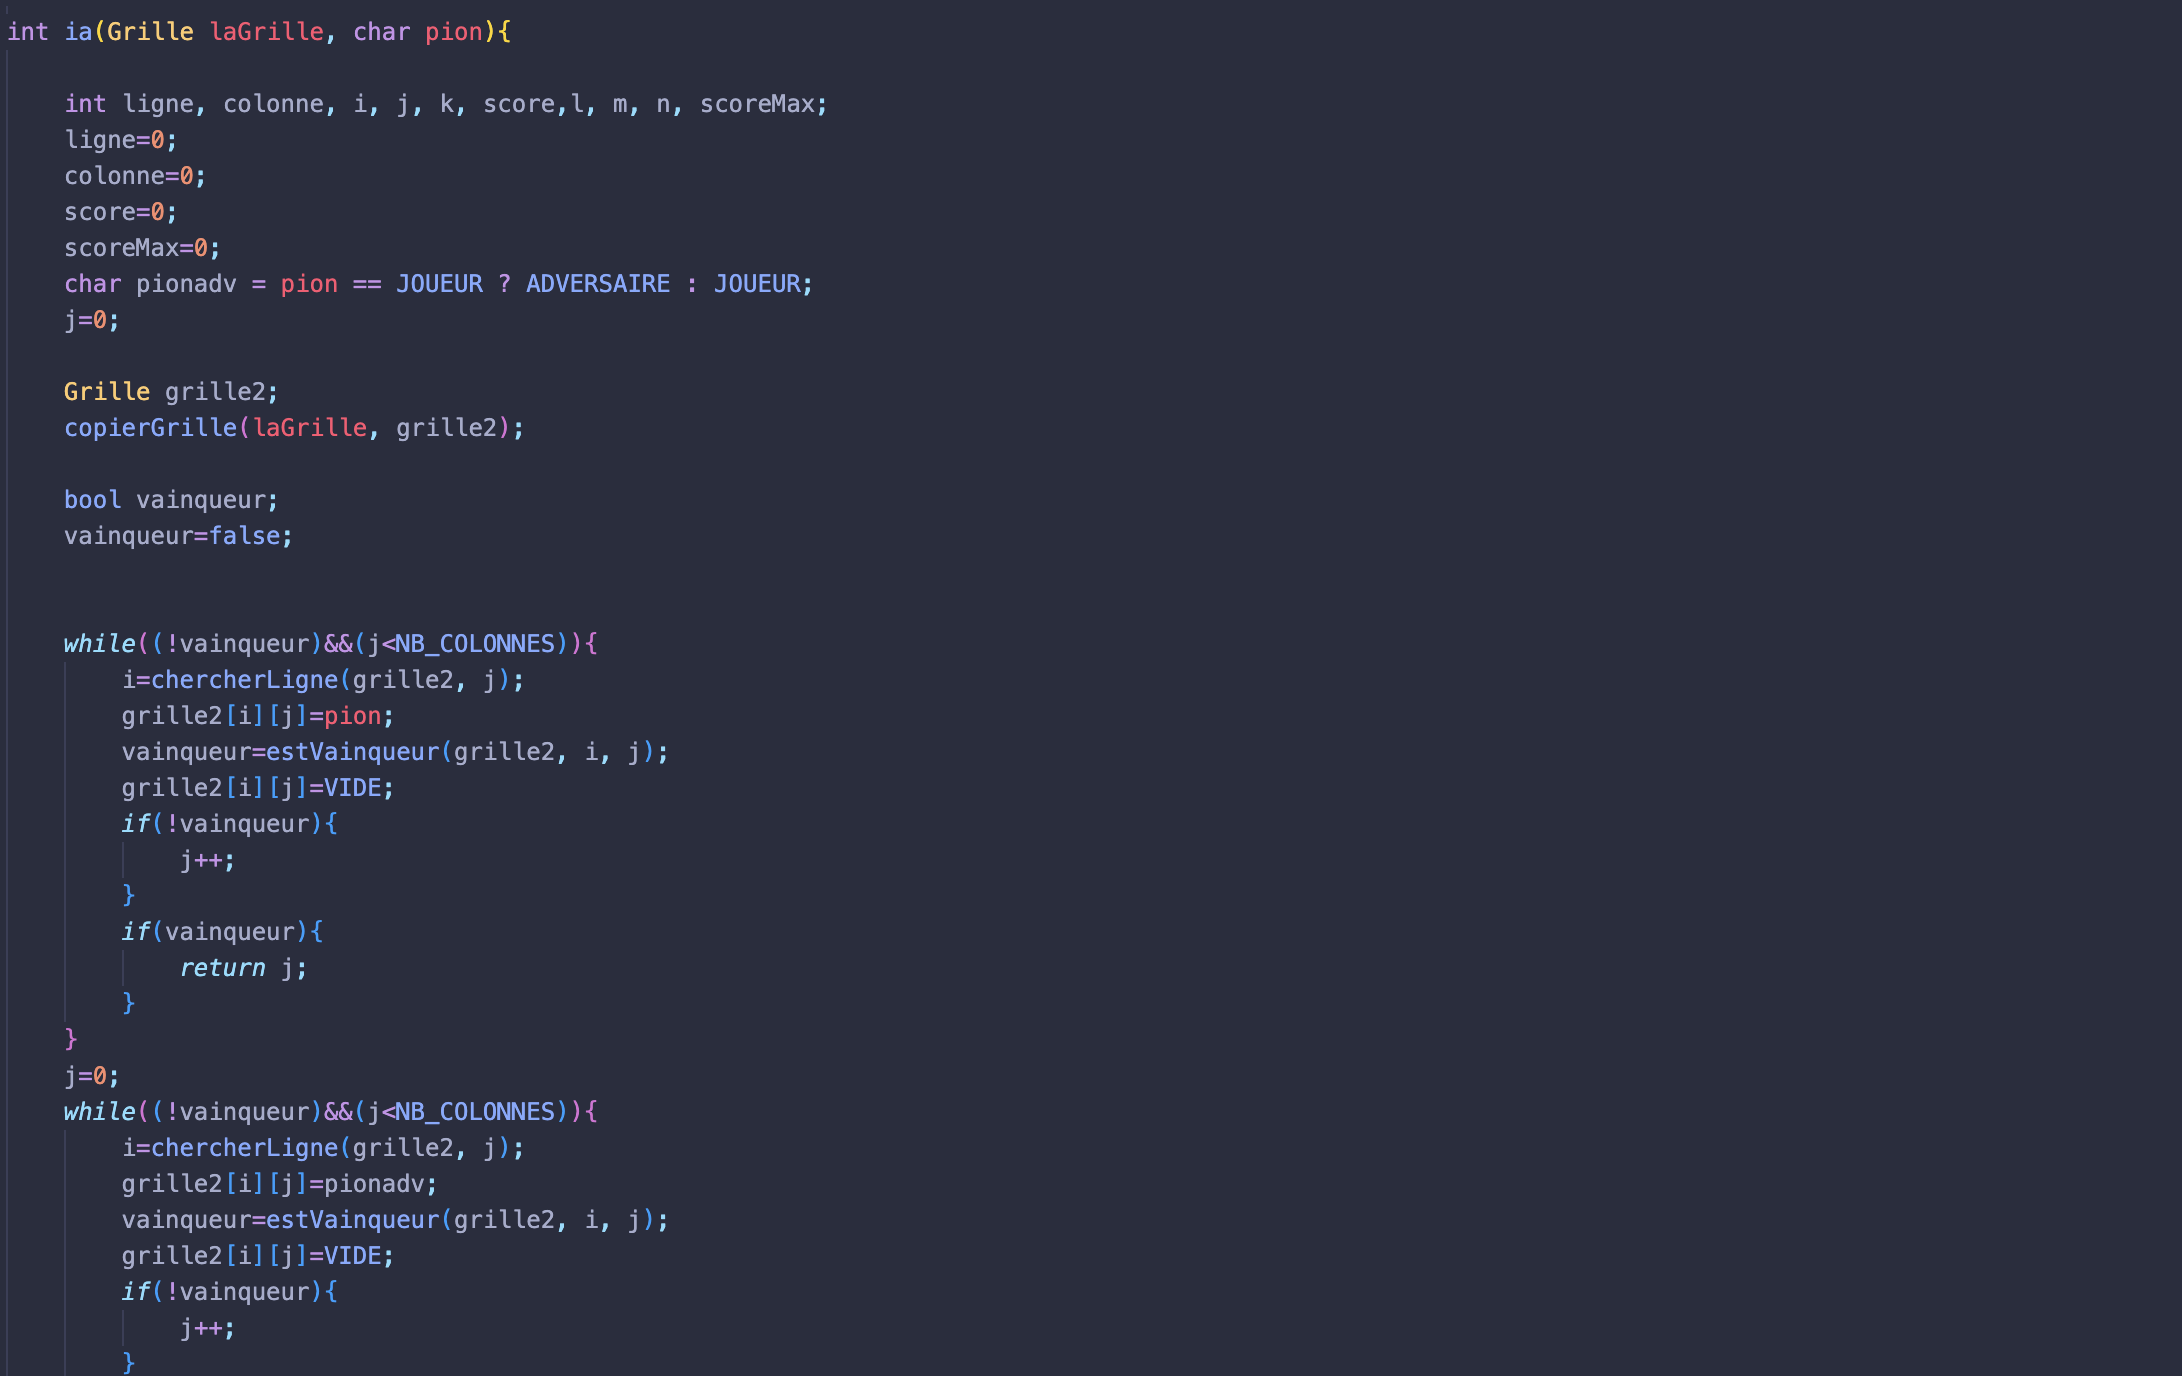 int ia(Grille laGrille, char pion){
int ligne, colonne, i, j, k, score,l, m, n, scoreMax;
ligne=0;
colonne=0;
score=0;
scoreMax=0;
char pionadv = pion == JOUEUR ? ADVERSAIRE : JOUEUR;
j=0;
Grille grille2;
copierGrille(laGrille, grille2);
bool vainqueur;
vainqueur=false;
while((!vainqueur)&&(j<NB_COLONNES)){
i=chercherLigne(grille2, j);
grille2[i][j]=pion;
vainqueur=estVainqueur(grille2, i, j);
grille2[i][j]=VIDE;
if(!vainqueur){
j++;
}
if(vainqueur){
return j;
}
}
j=0;
while((!vainqueur)&&(j<NB_COLONNES)){
i=chercherLigne(grille2, j);
grille2[i][j]=pionadv;
vainqueur=estVainqueur(grille2, i, j);
grille2[i][j]=VIDE;
if(!vainqueur){
j++;
}